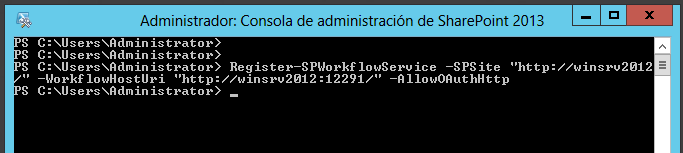 Administrador: Consola de administración de SharePoint 2013
PS C:\Users\Administrator>
PS C:\Users\Administrator>
PS C:\Users\Administrator> Register-SPWorkflowService -SPSite "http://winsrv2012
/" -WorkflowHostUri "http://winsrv2012:12291/" -AllowOAuthHttp
PS C:\Users\Administrator> _